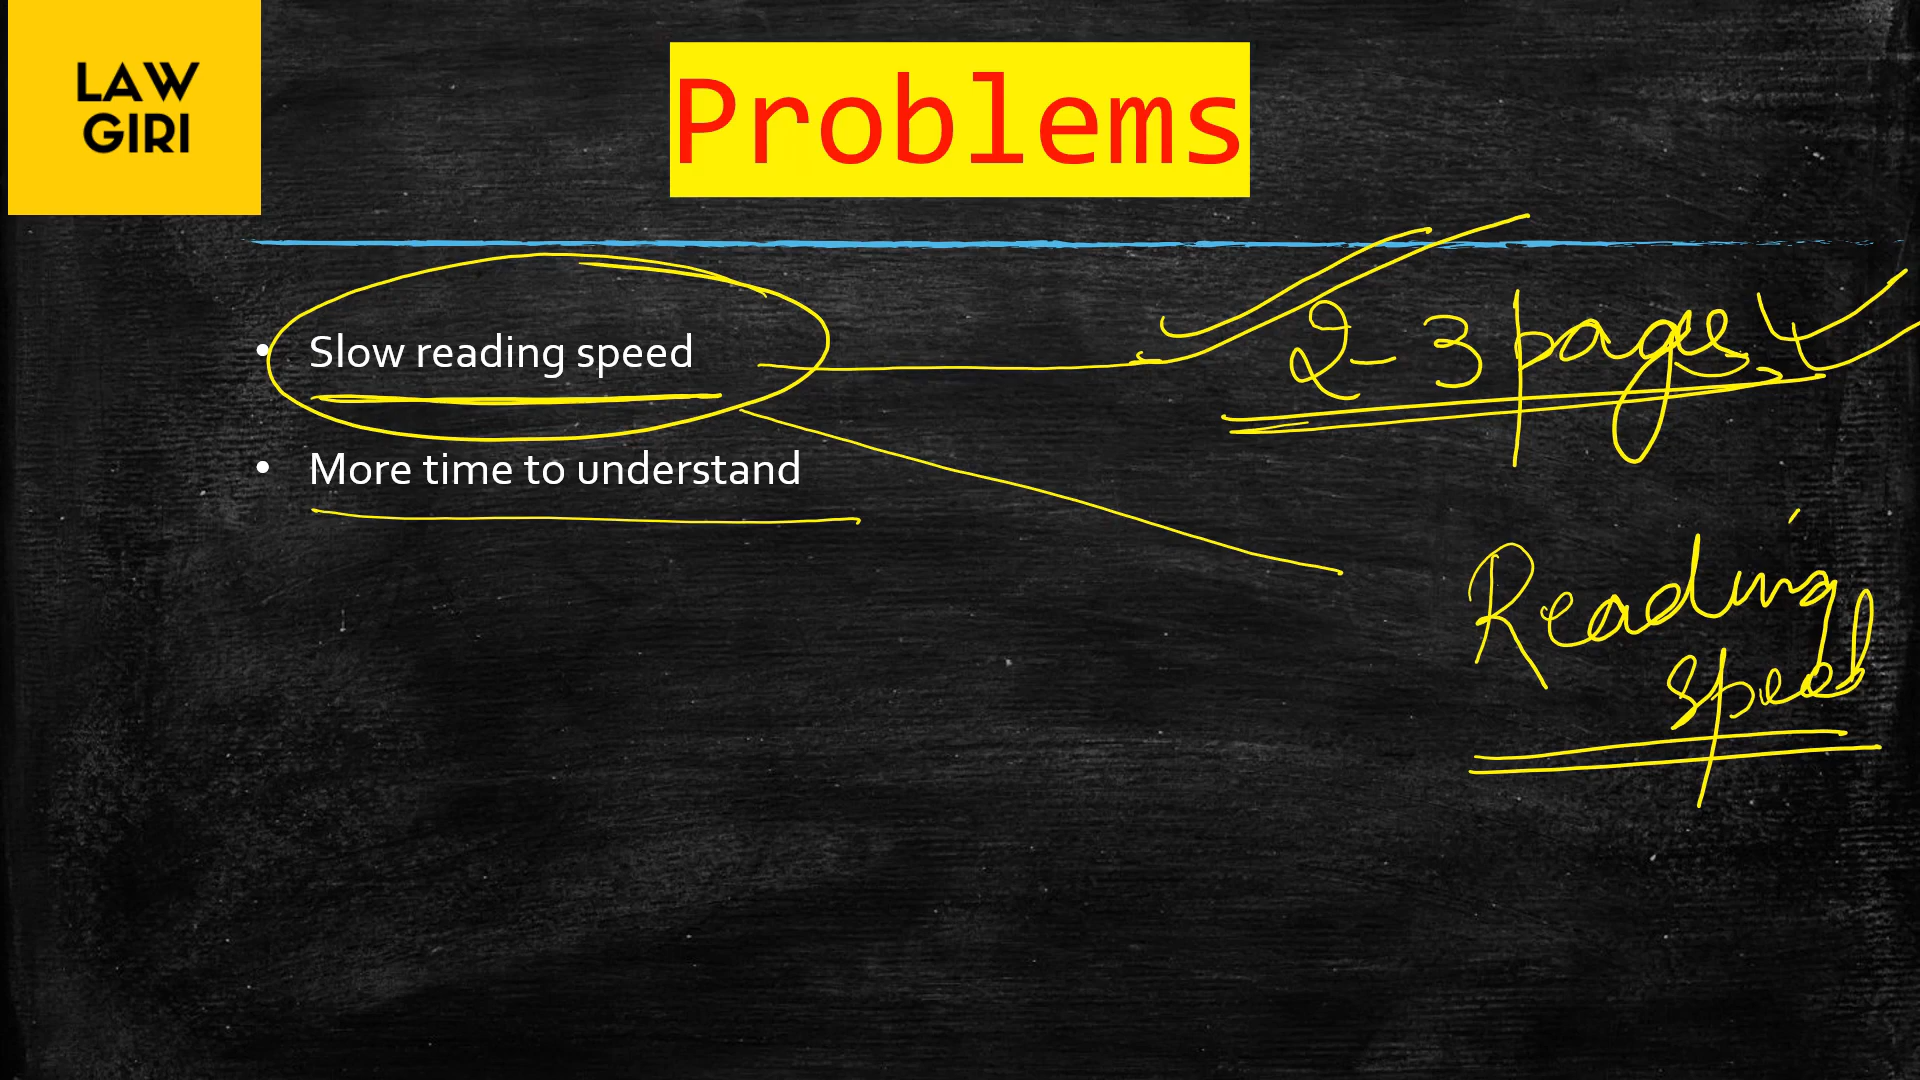 LAW
GIRI
Problems
• Slow reading speed
• More time to understand
2-3 pages
Reading
speed